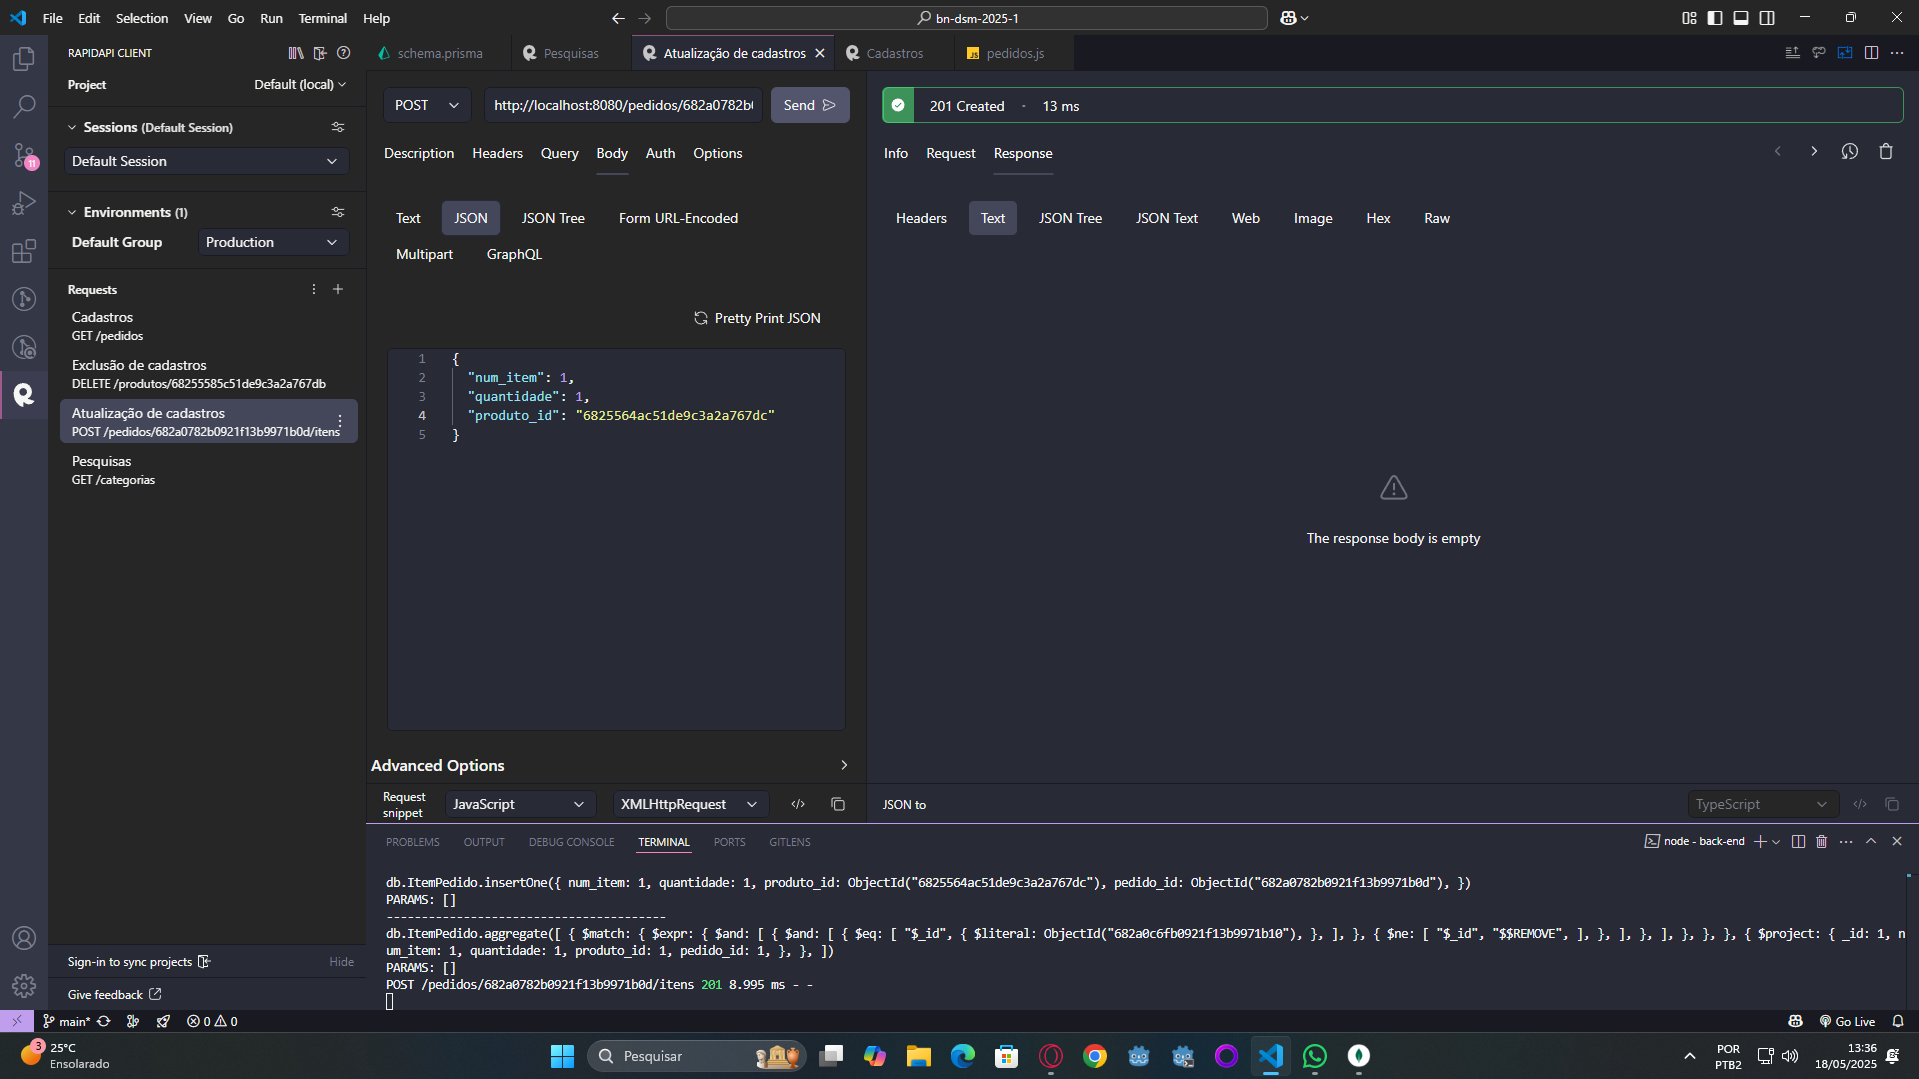 File Edit Selection View Go Run Terminal Help
bn-dsm-2025-1
RAPIDAPI CLIENT
Project
Default (local)
Sessions (Default Session)
Default Session
11
Environments (1)
Default Group
Production
Requests
Cadastros
GET /pedidos
Exclusão de cadastros
DELETE /produtos/68255585c51de9c3a2a767db
Atualização de cadastros
POST /pedidos/682a0782b0921f13b9971b0d/itens
Pesquisas
GET /categorias
Sign-in to sync projects
Hide
Give feedback
schema.prisma
Pesquisas
Atualização de cadastros
Cadastros
JS pedidos.js
POST
http://localhost:8080/pedidos/682a0782b
Send
Description Headers Query Body Auth Options
Text JSON JSON Tree Form URL-Encoded
Multipart GraphQL
Pretty Print JSON
1 {
2 "num_item": 1,
3 "quantidade": 1,
4 "produto_id": "6825564ac51de9c3a2a767dc"
5 }
Advanced Options
Request snippet
JavaScript
XMLHttpRequest
201 Created - 13 ms
Info Request Response
Headers Text JSON Tree JSON Text Web Image Hex Raw
The response body is empty
JSON to
TypeScript
PROBLEMS OUTPUT DEBUG CONSOLE TERMINAL PORTS GITLENS
node - back-end
db.ItemPedido.insertOne({ num_item: 1, quantidade: 1, produto_id: ObjectId("6825564ac51de9c3a2a767dc"), pedido_id: ObjectId("682a0782b0921f13b9971b0d"), })
PARAMS: []
----------------------------------------
db.ItemPedido.aggregate([ { $match: { $expr: { $and: [ { $and: [ { $eq: [ "$_id", { $literal: ObjectId("682a0c6fb0921f13b9971b10"), }, ], }, { $ne: [ "$_id", "$$REMOVE", ], }, ], }, ], }, }, }, { $project: { _id: 1, n
um_item: 1, quantidade: 1, produto_id: 1, pedido_id: 1, }, }, ])
PARAMS: []
POST /pedidos/682a0782b0921f13b9971b0d/itens 201 8.995 ms - -
main* 0 0
Go Live
3
25°C
Ensolarado
Pesquisar
POR
PTB2
13:36
18/05/2025